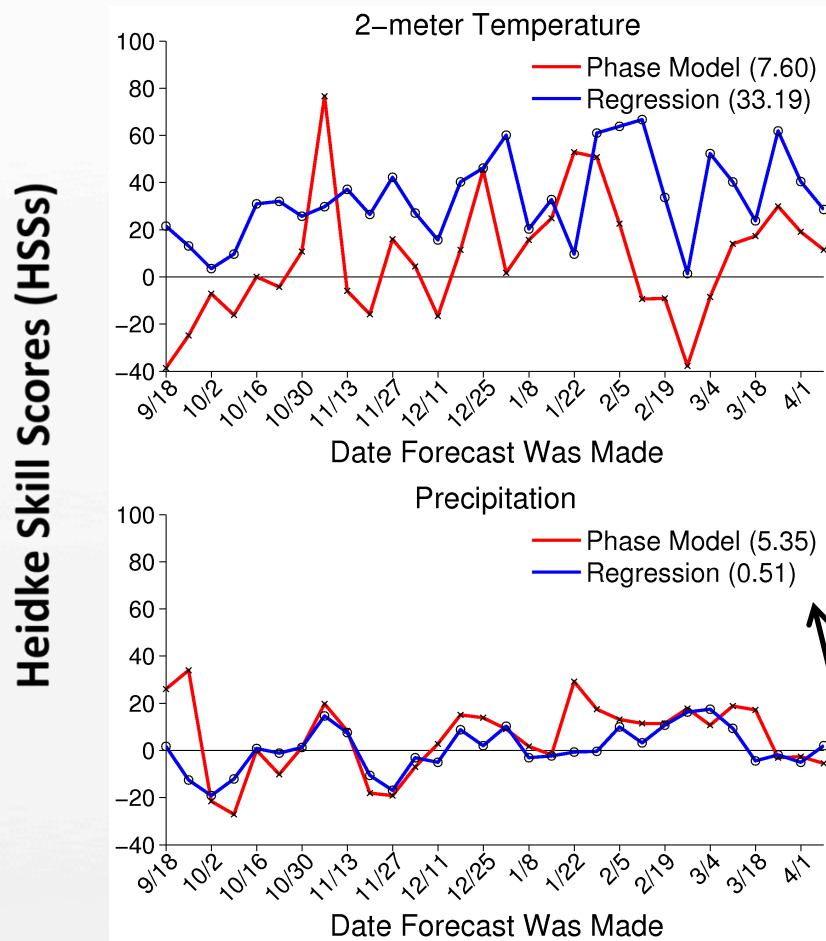 Heidke Skill Scores (HSSs)
2−meter Temperature
Phase Model (7.60)
Regression (33.19)
100
80
60
40
20
0
−20
−40
9/18 10/2 10/16 10/30 11/13 11/27 12/11 12/25 1/8 1/22 2/5 2/19 3/4 3/18 4/1
Date Forecast Was Made
Precipitation
Phase Model (5.35)
Regression (0.51)
100
80
60
40
20
0
−20
−40
9/18 10/2 10/16 10/30 11/13 11/27 12/11 12/25 1/8 1/22 2/5 2/19 3/4 3/18 4/1
Date Forecast Was Made